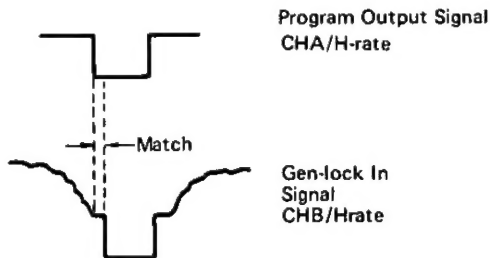 Program Output Signal
CHA/H-rate
Match
Gen-lock In
Signal
CHB/Hrate